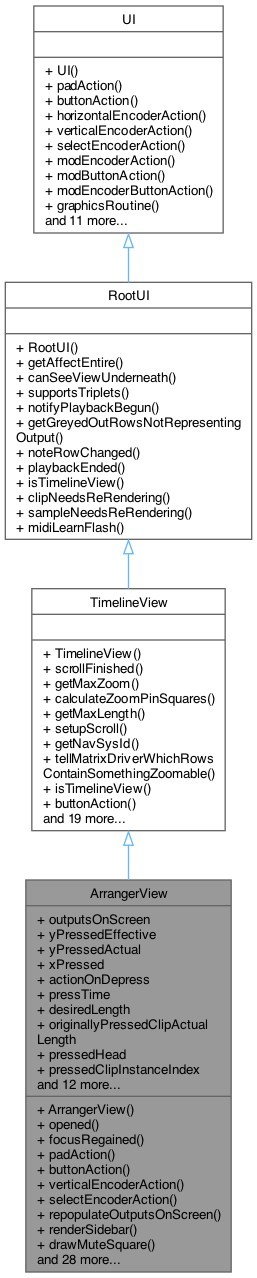 UI
+ UI()
+ padAction()
+ buttonAction()
+ horizontalEncoderAction()
+ verticalEncoderAction()
+ selectEncoderAction()
+ modEncoderAction()
+ modButtonAction()
+ modEncoderButtonAction()
+ graphicsRoutine()
and 11 more...
RootUI
+ RootUI()
+ getAffectEntire()
+ canSeeViewUnderneath()
+ supportsTriplets()
+ notifyPlaybackBegun()
+ getGreyedOutRowsNotRepresenting
Output()
+ noteRowChanged()
+ playbackEnded()
+ isTimelineView()
+ clipNeedsReRendering()
+ sampleNeedsReRendering()
+ midiLearnFlash()
TimelineView
+ TimelineView()
+ scrollFinished()
+ getMaxZoom()
+ calculateZoomPinSquares()
+ getMaxLength()
+ setupScroll()
+ getNavSysId()
+ tellMatrixDriverWhichRows
ContainSomethingZoomable()
+ isTimelineView()
+ buttonAction()
and 19 more...
ArrangerView
+ outputsOnScreen
+ yPressedEffective
+ yPressedActual
+ xPressed
+ actionOnDepress
+ pressTime
+ desiredLength
+ originallyPressedClipActual
Length
+ pressedHead
+ pressedClipInstanceIndex
and 12 more...
+ ArrangerView()
+ opened()
+ focusRegained()
+ padAction()
+ buttonAction()
+ verticalEncoderAction()
+ selectEncoderAction()
+ repopulateOutputsOnScreen()
+ renderSidebar()
+ drawMuteSquare()
and 28 more...